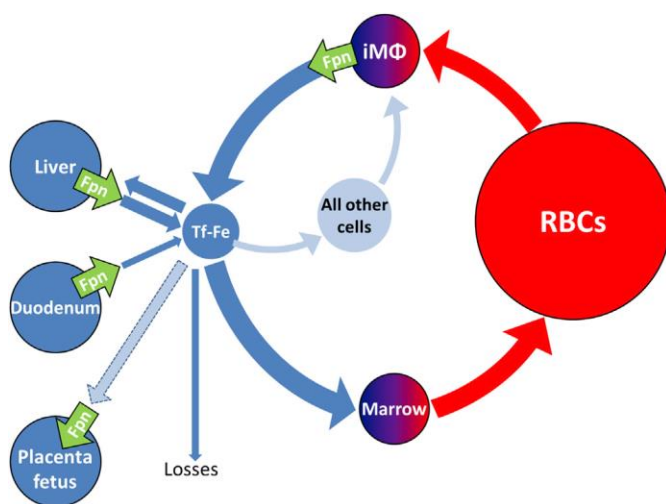 Fpn
iMΦ
Liver
Fpn
All other
cells
Tf-Fe
RBCs
Fpn
Duodenum
Fpn
Marrow
Placenta
fetus
Losses